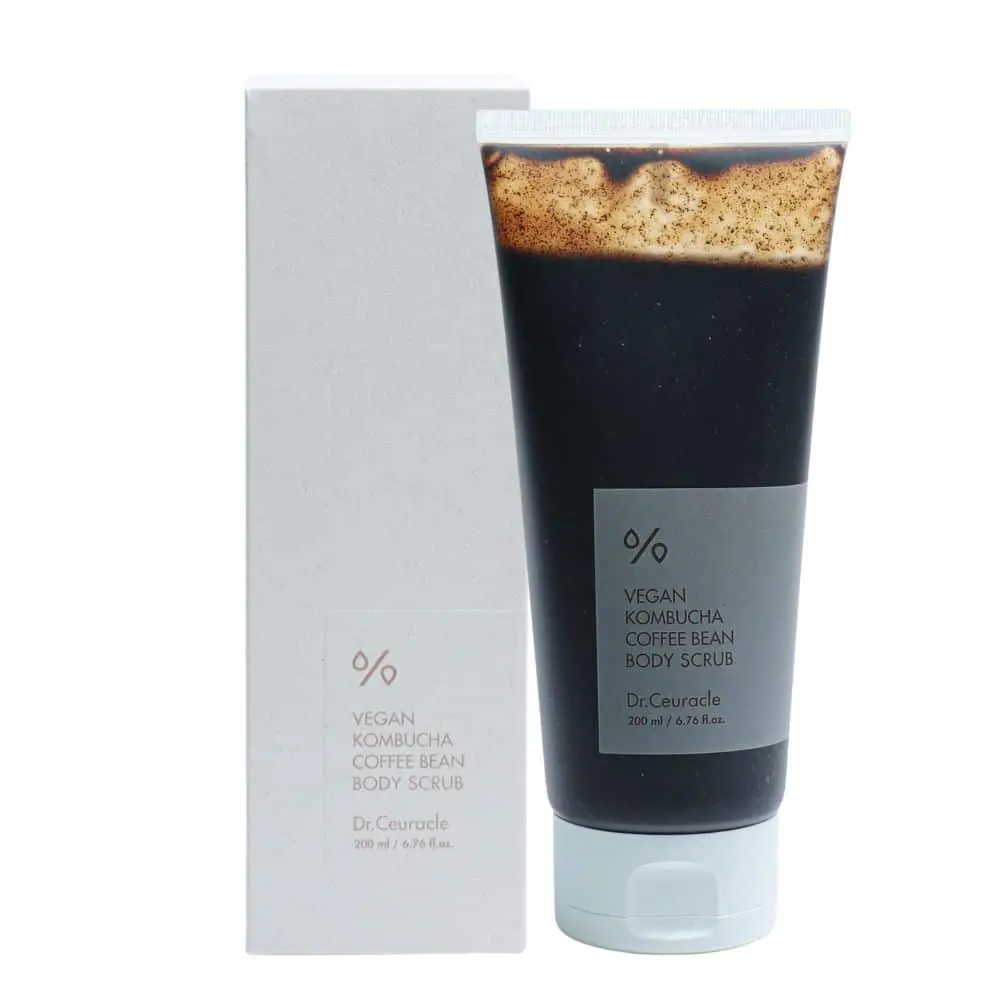 VEGAN
KOMBUCHA
COFFEE BEAN
BODY SCRUB
Dr.Ceuracle
200 ml / 6.76 fl.oz.
VEGAN
KOMBUCHA
COFFEE BEAN
BODY SCRUB
Dr.Ceuracle
200 ml / 6.76 fl.oz.